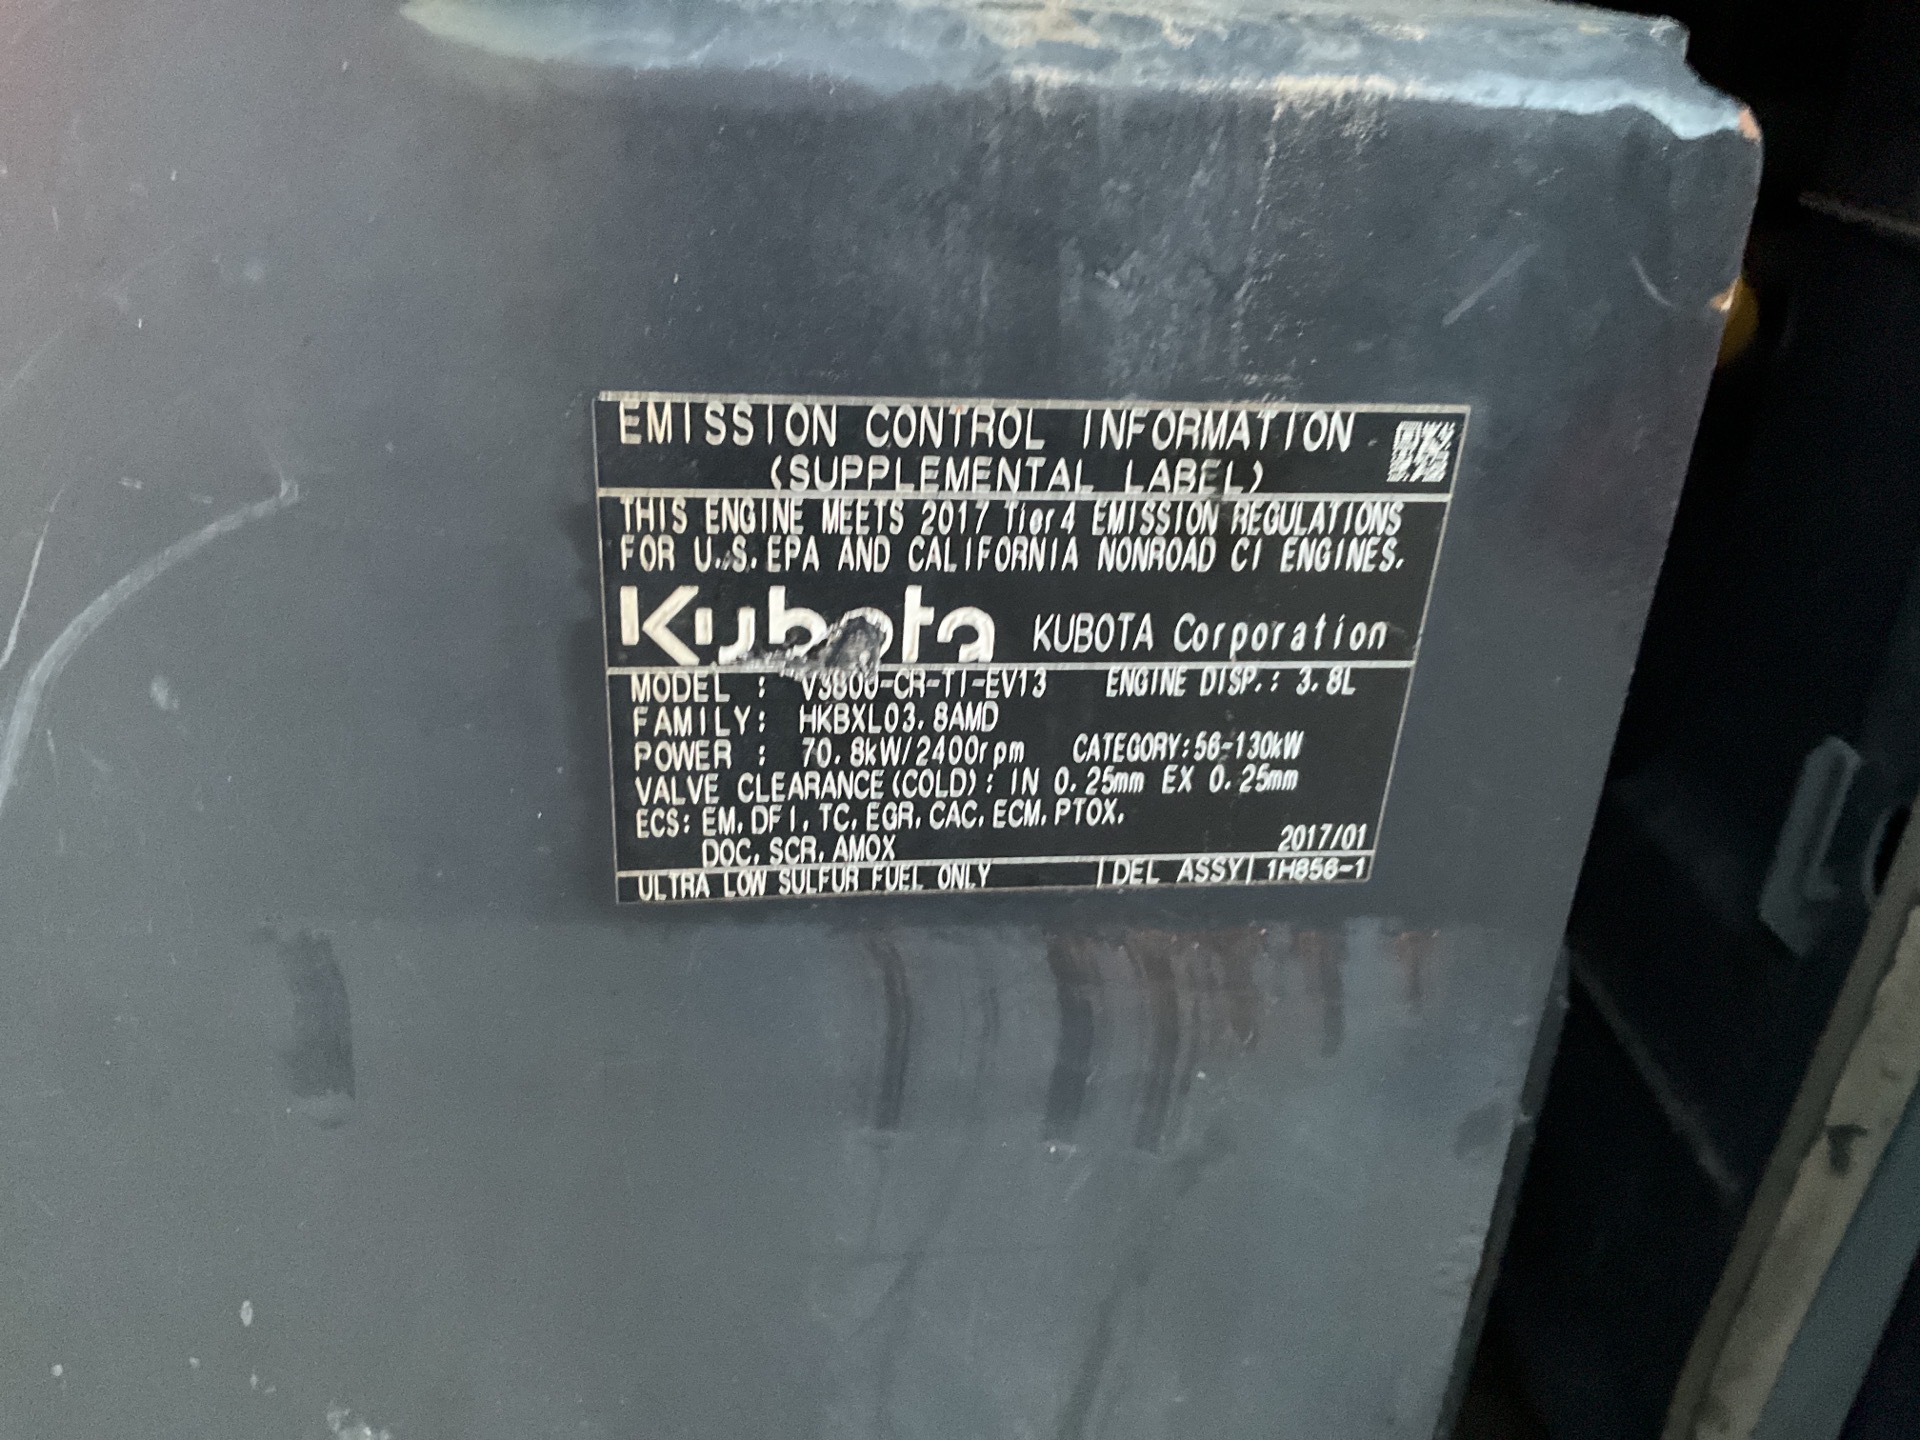 EMISSION CONTROL INFORMATION
(SUPPLEMENTAL LABEL)
THIS ENGINE MEETS 2017 Tier4 EMISSION REGULATIONS
FOR U.S.EPA AND CALIFORNIA NONROAD CI ENGINES.
Kubota KUBOTA Corporation
MODEL : V3800-CR-TI-EV13 ENGINE DISP.: 3.8L
FAMILY: HKBXL03.8AMD
POWER : 70.8kW/2400rpm CATEGORY:56-130kW
VALVE CLEARANCE(COLD): IN 0.25mm EX 0.25mm
ECS: EM, DFI, TC, EGR, CAC, ECM, PTOX,
DOC, SCR, AMOX 2017/01
ULTRA LOW SULFUR FUEL ONLY |DEL ASSY| 1H856-1